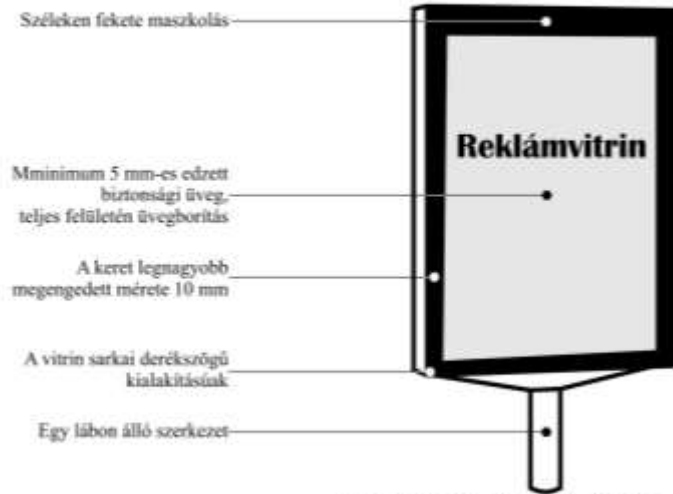 Széleken fekete maszkolás
Reklámvitrin
Mminimum 5 mm-es edzett
biztonsági üveg,
teljes felületén üvegborítás
A keret legnagyobb
megengedett mérete 10 mm
A vitrin sarkai derékszögű
kialakításúak
Egy lábon álló szerkezet